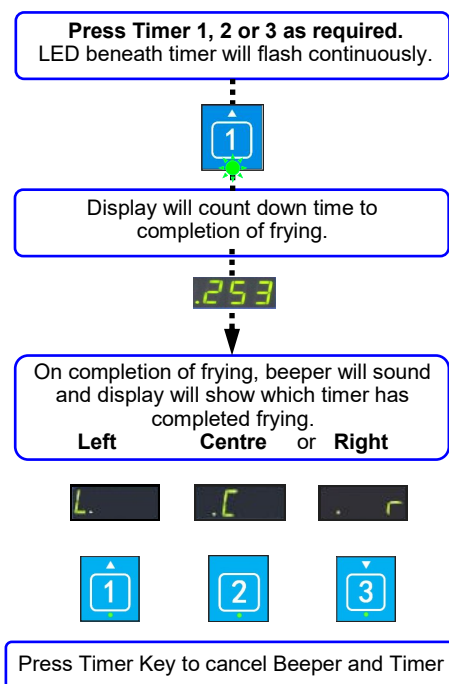 Press Timer 1, 2 or 3 as required.
LED beneath timer will flash continuously.
1
Display will count down time to
completion of frying.
.253
On completion of frying, beeper will sound
and display will show which timer has
completed frying.
Left Centre or Right
L. .C . r
1 2 3
Press Timer Key to cancel Beeper and Timer